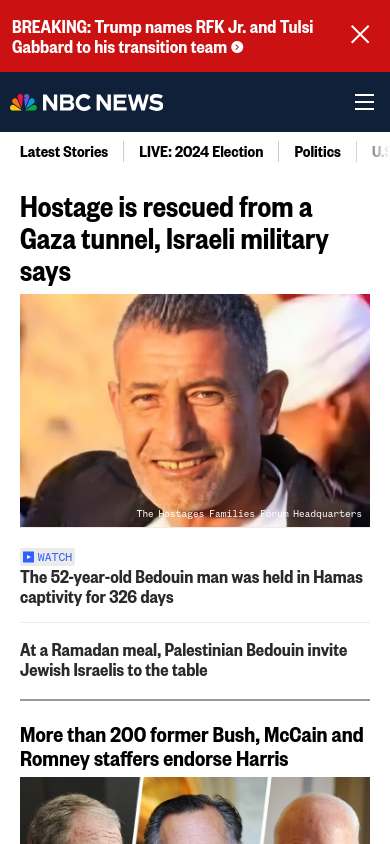 BREAKING: Trump names RFK Jr. and Tulsi
Gabbard to his transition team
NBC NEWS
Latest Stories LIVE: 2024 Election Politics U.S
Hostage is rescued from a
Gaza tunnel, Israeli military
says
The Hostages Families Forum Headquarters
WATCH
The 52-year-old Bedouin man was held in Hamas
captivity for 326 days
At a Ramadan meal, Palestinian Bedouin invite
Jewish Israelis to the table
More than 200 former Bush, McCain and
Romney staffers endorse Harris